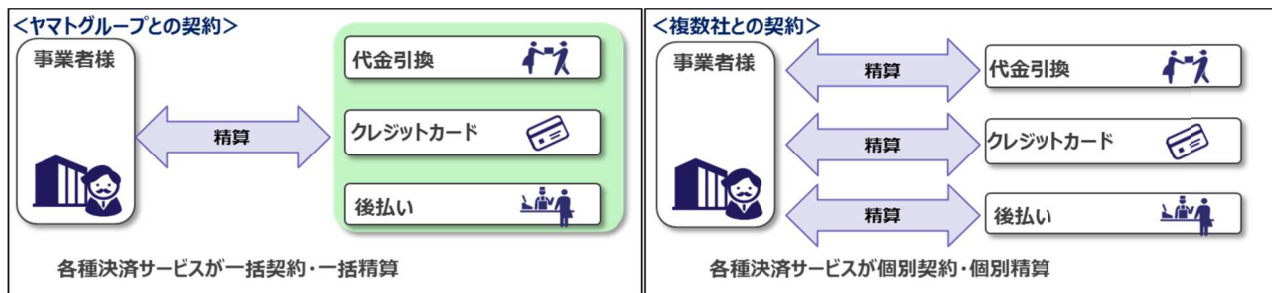 <ヤマトグループとの契約>
事業者様
精算
代金引換
クレジットカード
後払い
各種決済サービスが一括契約・一括精算
<複数社との契約>
事業者様
精算
代金引換
精算
クレジットカード
精算
後払い
各種決済サービスが個別契約・個別精算